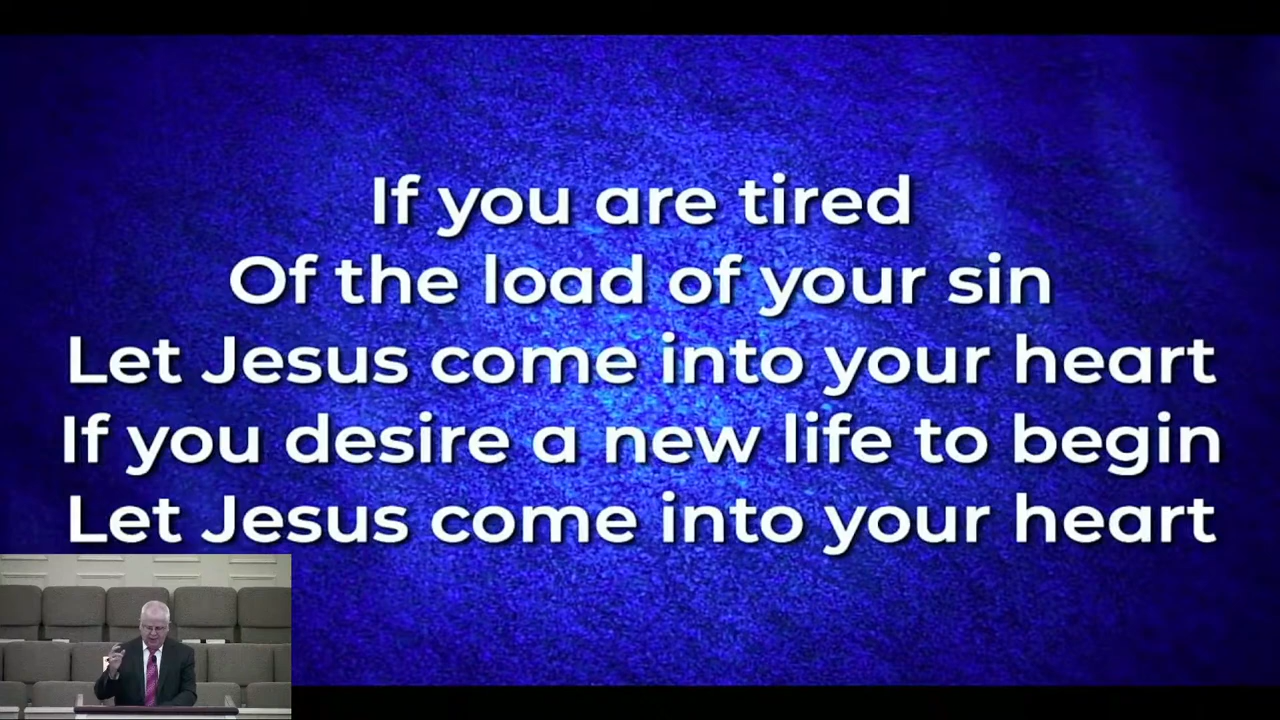 If you are tired
Of the load of your sin
Let Jesus come into your heart
If you desire a new life to begin
Let Jesus come into your heart